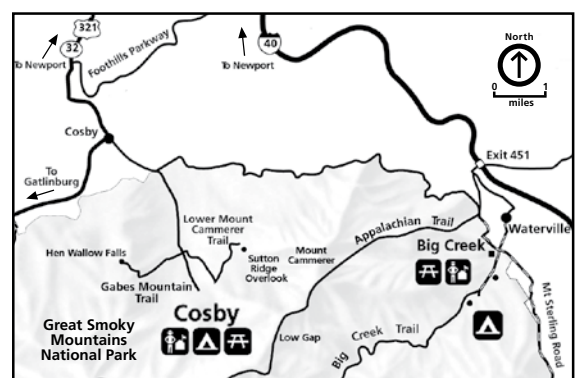 321
32
To Newport
Foothills Parkway
40
To Newport
North
0 1
miles
Cosby
Exit 451
To
Gatlinburg
Lower Mount
Cammerer
Trail
Appalachian Trail
Waterville
Hen Wallow Falls
Sutton
Ridge
Overlook
Mount
Cammerer
Big Creek
Gabes Mountain
Trail
Cosby
Mt Sterling Road
Great Smoky
Mountains
National Park
Low Gap
Big Creek Trail